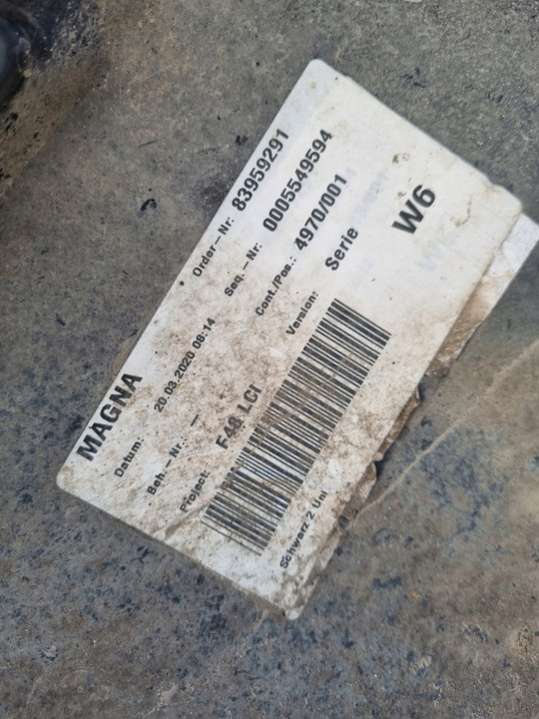 MAGNA
Order-Nr: 83959291
Datum: 20.03.2020 08:14
Seq.-Nr: 0005549594
Beh-Nr: -
Cont./Pos.: 4970/001
Project: F48 LCI
Version: Serie
W6
Schwarz 2 Uni